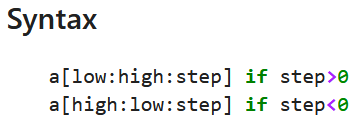 Syntax
a[low:high:step] if step>0
a[high:low:step] if step<0